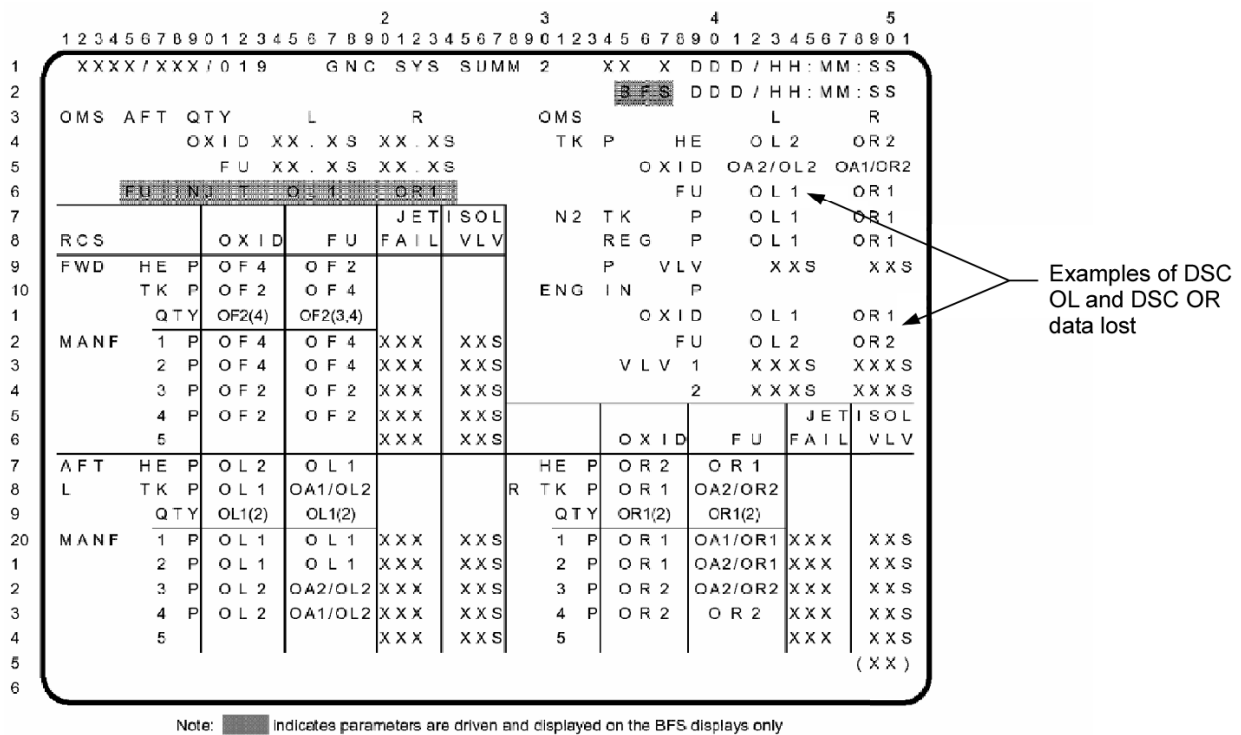 2 3 4 5
1 2 3 4 5 6 7 8 9 0 1 2 3 4 5 6 7 8 9 0 1 2 3 4 5 6 7 8 9 0 1 2 3 4 5 6 7 8 9 0 1 2 3 4 5 6 7 8 9 0 1
1 XXXX/XXX/019 GNC SYS SUMM 2 XX X DDD/HH:MM:SS
2 BFS DDD/HH:MM:SS
3 OMS AFT QTY L R OMS L R
4 OXID XX.XS XX.XS TK P HE OL2 OR2
5 FU XX.XS XX.XS OXID OA2/OL2 OA1/OR2
6 FU INJ T OL1 OR1 FU OL1 OR1
7 JET ISOL N2 TK P OL1 OR1
8 RCS OXID FU FAIL VLV REG P OL1 OR1
9 FWD HE P OF4 OF2 P VLV XXS XXS
10 TK P OF2 OF4 ENG IN P
1 QTY OF2(4) OF2(3,4) OXID OL1 OR1
2 MANF 1 P OF4 OF4 XXX XXS FU OL2 OR2
3 2 P OF4 OF4 XXX XXS VLV 1 XXXS XXXS
4 3 P OF2 OF2 XXX XXS 2 XXXS XXXS
5 4 P OF2 OF2 XXX XXS JET ISOL
6 5 XXX XXS OXID FU FAIL VLV
7 AFT HE P OL2 OL1 HE P OR2 OR1
8 L TK P OL1 OA1/OL2 R TK P OR1 OA2/OR2
9 QTY OL1(2) OL1(2) QTY OR1(2) OR1(2)
20 MANF 1 P OL1 OL1 XXX XXS 1 P OR1 OA1/OR1 XXX XXS
1 2 P OL1 OL1 XXX XXS 2 P OR1 OA2/OR1 XXX XXS
2 3 P OL2 OA2/OL2 XXX XXS 3 P OR2 OA2/OR2 XXX XXS
3 4 P OL2 OA1/OL2 XXX XXS 4 P OR2 OR2 XXX XXS
4 5 XXX XXS 5 XXX XXS
5 (XX)
6
Examples of DSC
OL and DSC OR
data lost
Note: indicates parameters are driven and displayed on the BFS displays only